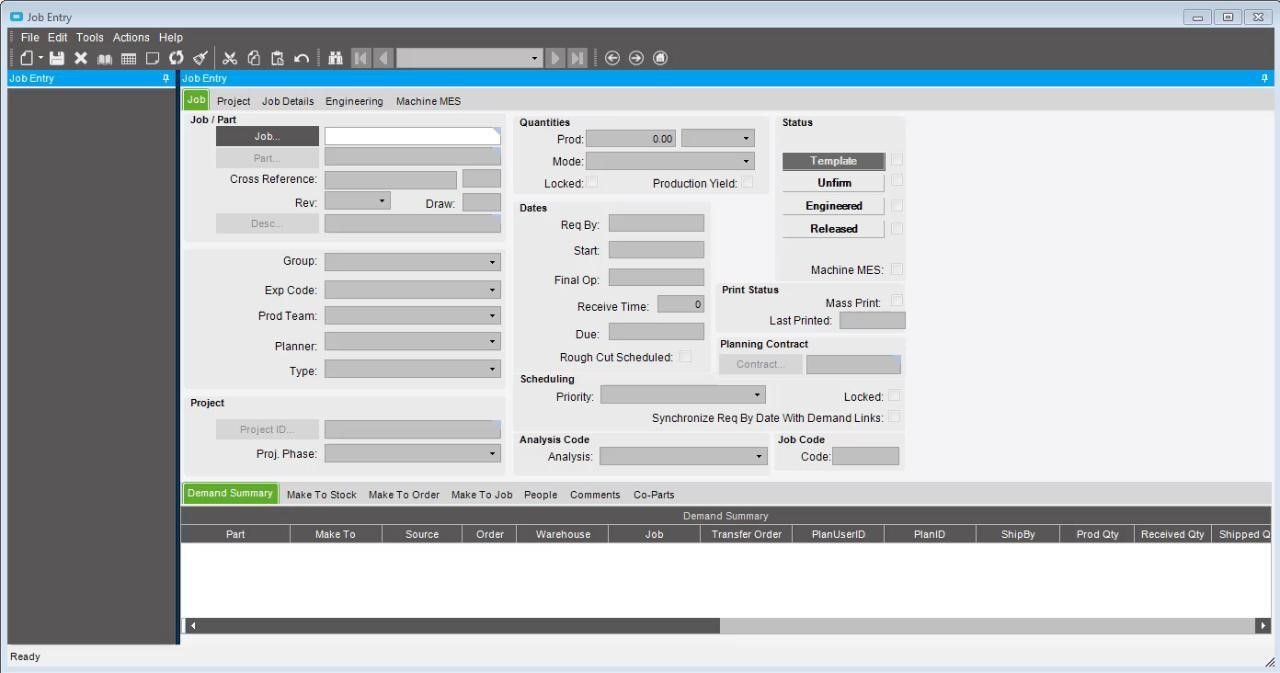 Job Entry
File Edit Tools Actions Help
Job Entry
Job Entry
Job Project Job Details Engineering Machine MES
Job / Part
Job...
Part...
Cross Reference:
Rev: Draw:
Desc...
Group:
Exp Code:
Prod Team:
Planner:
Type:
Project
Project ID...
Proj. Phase:
Quantities
Prod: 0.00
Mode:
Locked: Production Yield:
Dates
Req By:
Start:
Final Op:
Receive Time: 0
Due:
Rough Cut Scheduled:
Status
Template
Unfirm
Engineered
Released
Machine MES:
Print Status
Mass Print:
Last Printed:
Planning Contract
Contract...
Scheduling
Priority: Locked:
Synchronize Req By Date With Demand Links:
Analysis Code
Analysis:
Job Code
Code:
Demand Summary Make To Stock Make To Order Make To Job People Comments Co-Parts
Demand Summary
Part Make To Source Order Warehouse Job Transfer Order PlanUserID PlanID ShipBy Prod Qty Received Qty Shipped Q
Ready